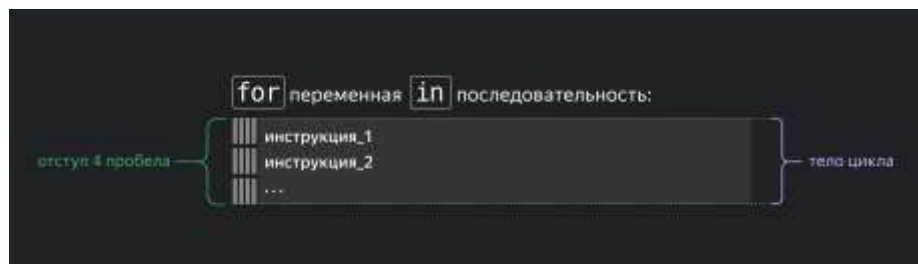 for переменная in последовательность:
инструкция_1
отступ 4 пробела
инструкция_2
тело цикла
...